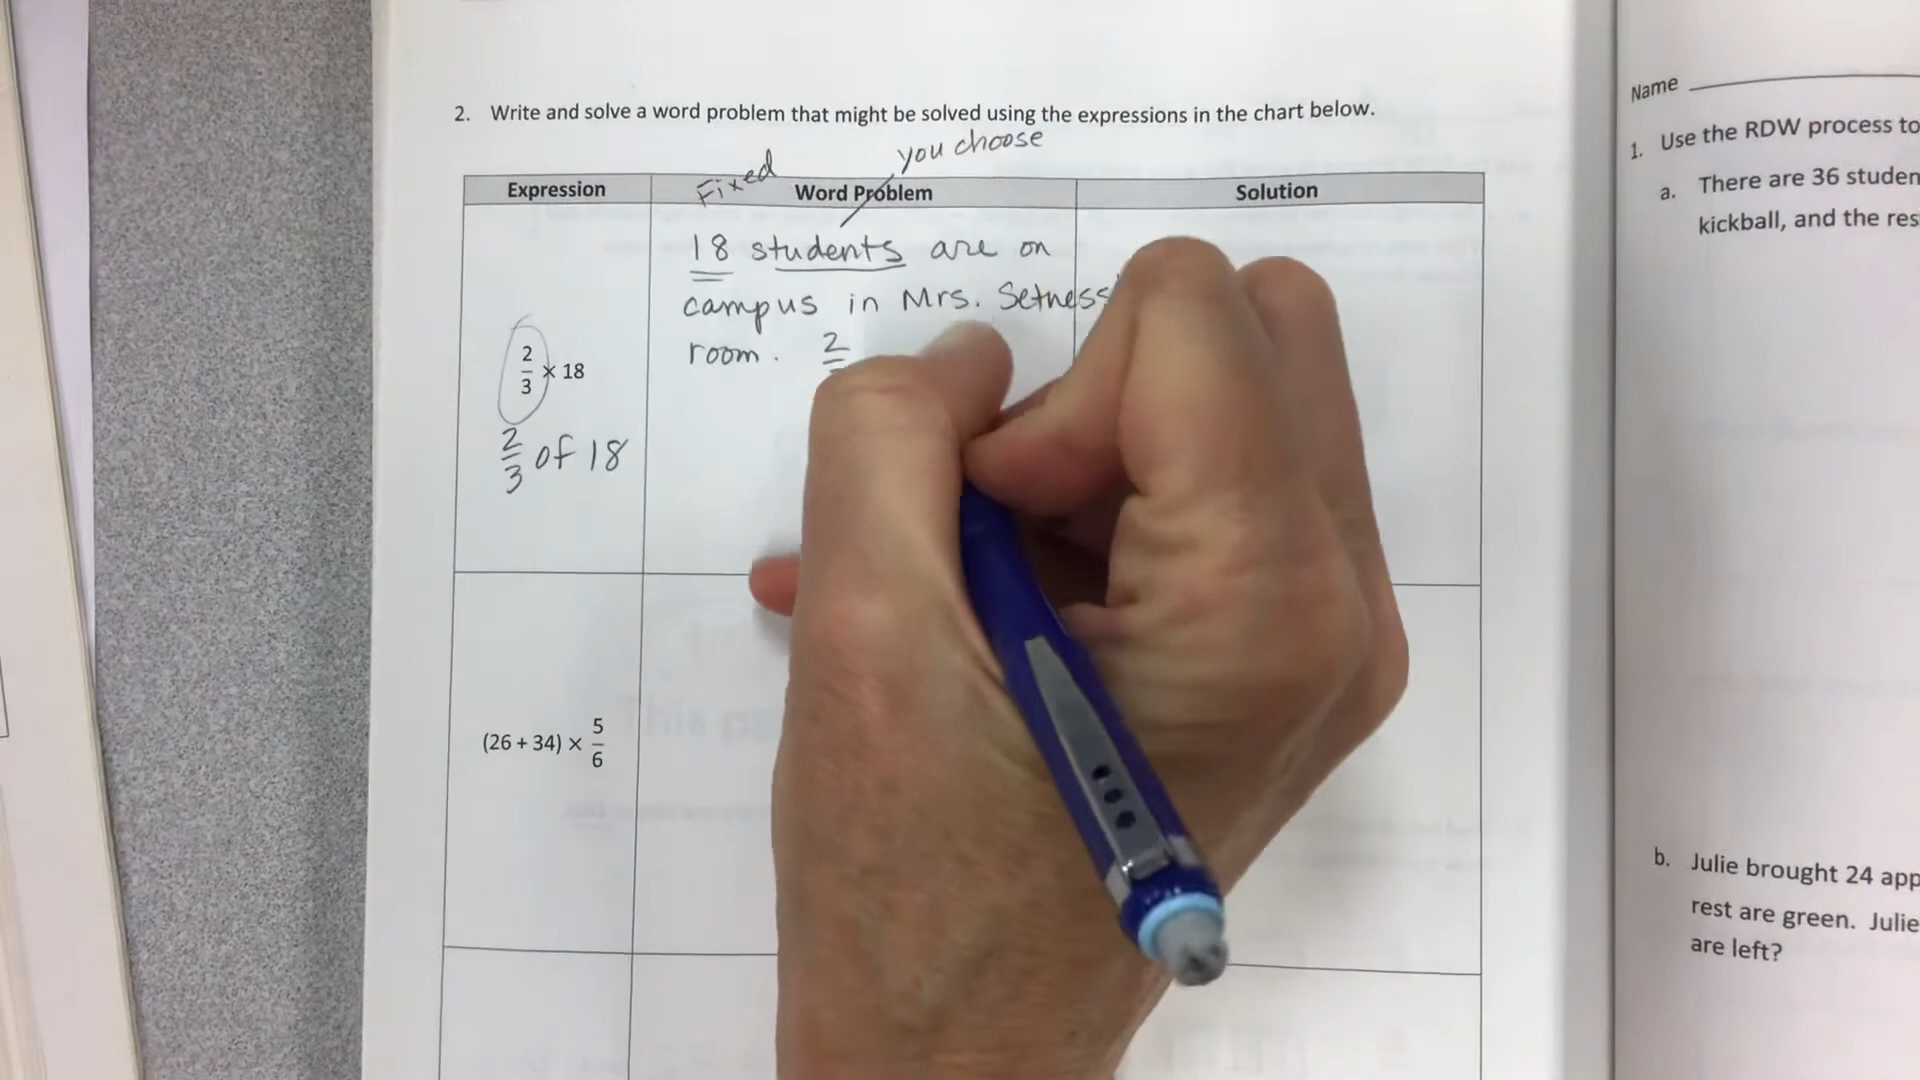 2. Write and solve a word problem that might be solved using the expressions in the chart below.
you choose
Fixed
Expression Word Problem Solution
18 students are on
campus in Mrs. Setness
room. 2
2/3 × 18
2/3 of 18
(26 + 34) × 5/6
Name
1. Use the RDW process to
a. There are 36 studen
kickball, and the res
b. Julie brought 24 app
rest are green. Julie
are left?